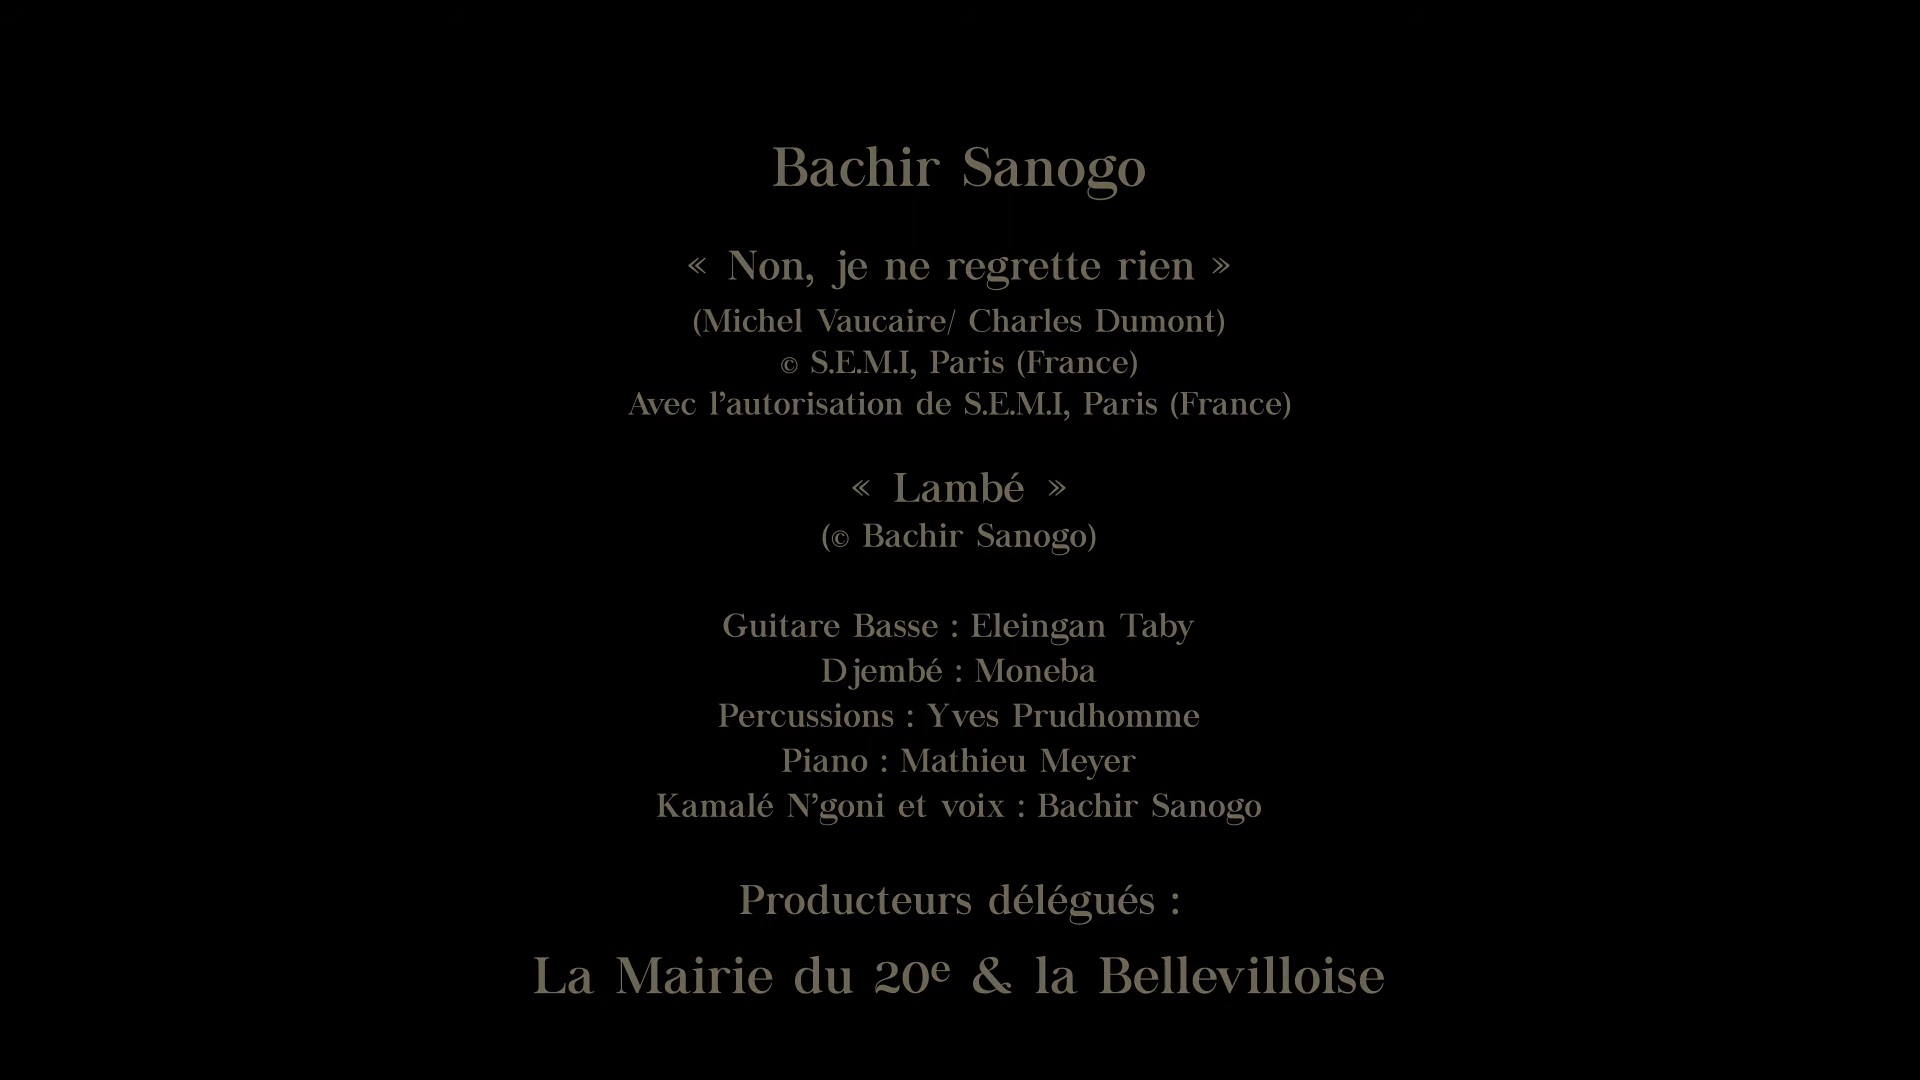 Bachir Sanogo
« Non, je ne regrette rien »
(Michel Vaucaire/ Charles Dumont)
© S.E.M.I, Paris (France)
Avec l’autorisation de S.E.M.I, Paris (France)
« Lambé »
(© Bachir Sanogo)
Guitare Basse : Eleingan Taby
Djembé : Moneba
Percussions : Yves Prudhomme
Piano : Mathieu Meyer
Kamalé N’goni et voix : Bachir Sanogo
Producteurs délégués :
La Mairie du 20e & la Bellevilloise